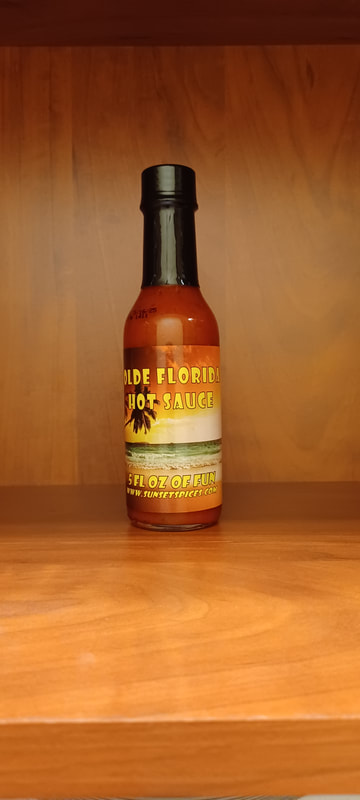 OLDE FLORIDA
HOT SAUCE
5 FL OZ OF FUN
WWW.SUNSETSPICES.COM